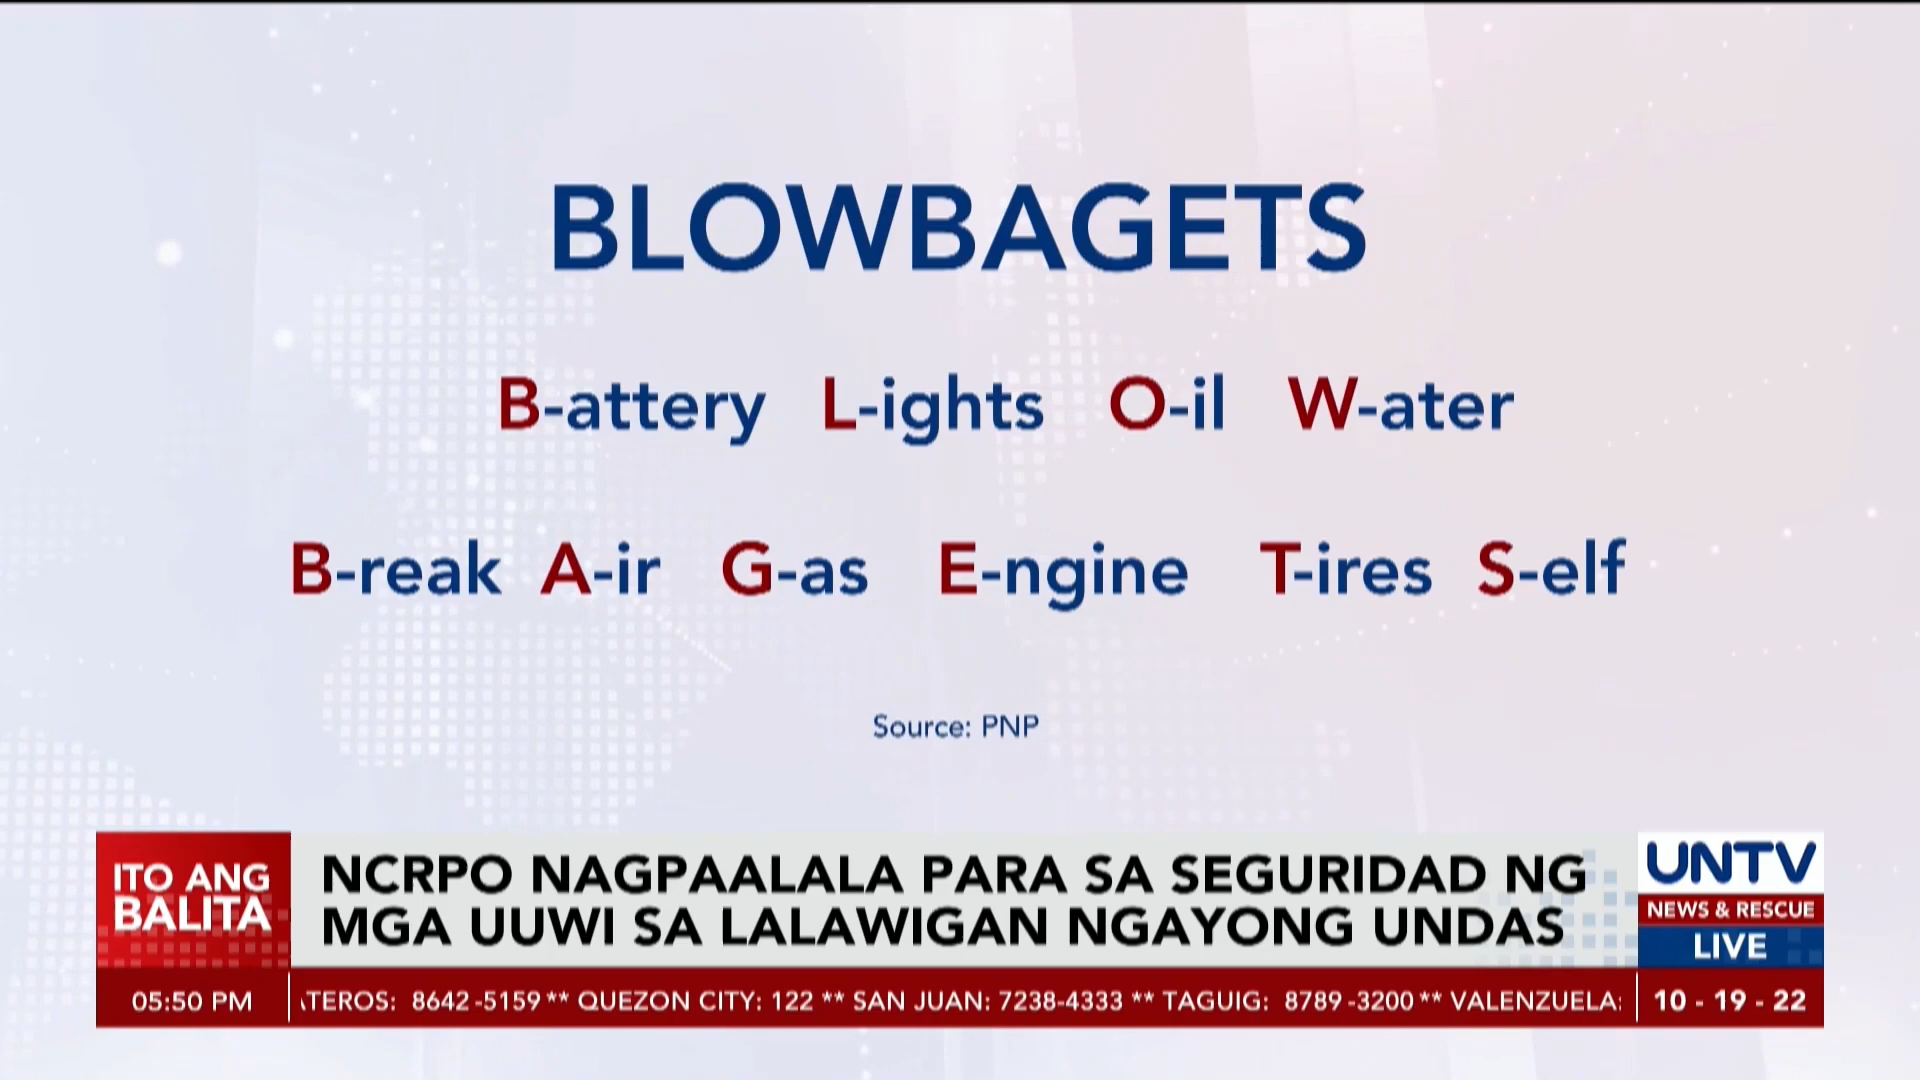 BLOWBAGETS
B-attery L-ights O-il W-ater
B-reak A-ir G-as E-ngine T-ires S-elf
Source: PNP
ITO ANG
BALITA
NCRPO NAGPAALALA PARA SA SEGURIDAD NG
MGA UUWI SA LALAWIGAN NGAYONG UNDAS
UNTV
NEWS & RESCUE
LIVE
05:50 PM
TEROS: 8642-5159 ** QUEZON CITY: 122 ** SAN JUAN: 7238-4333 ** TAGUIG: 8789-3200 ** VALENZUELA:
10 - 19 - 22